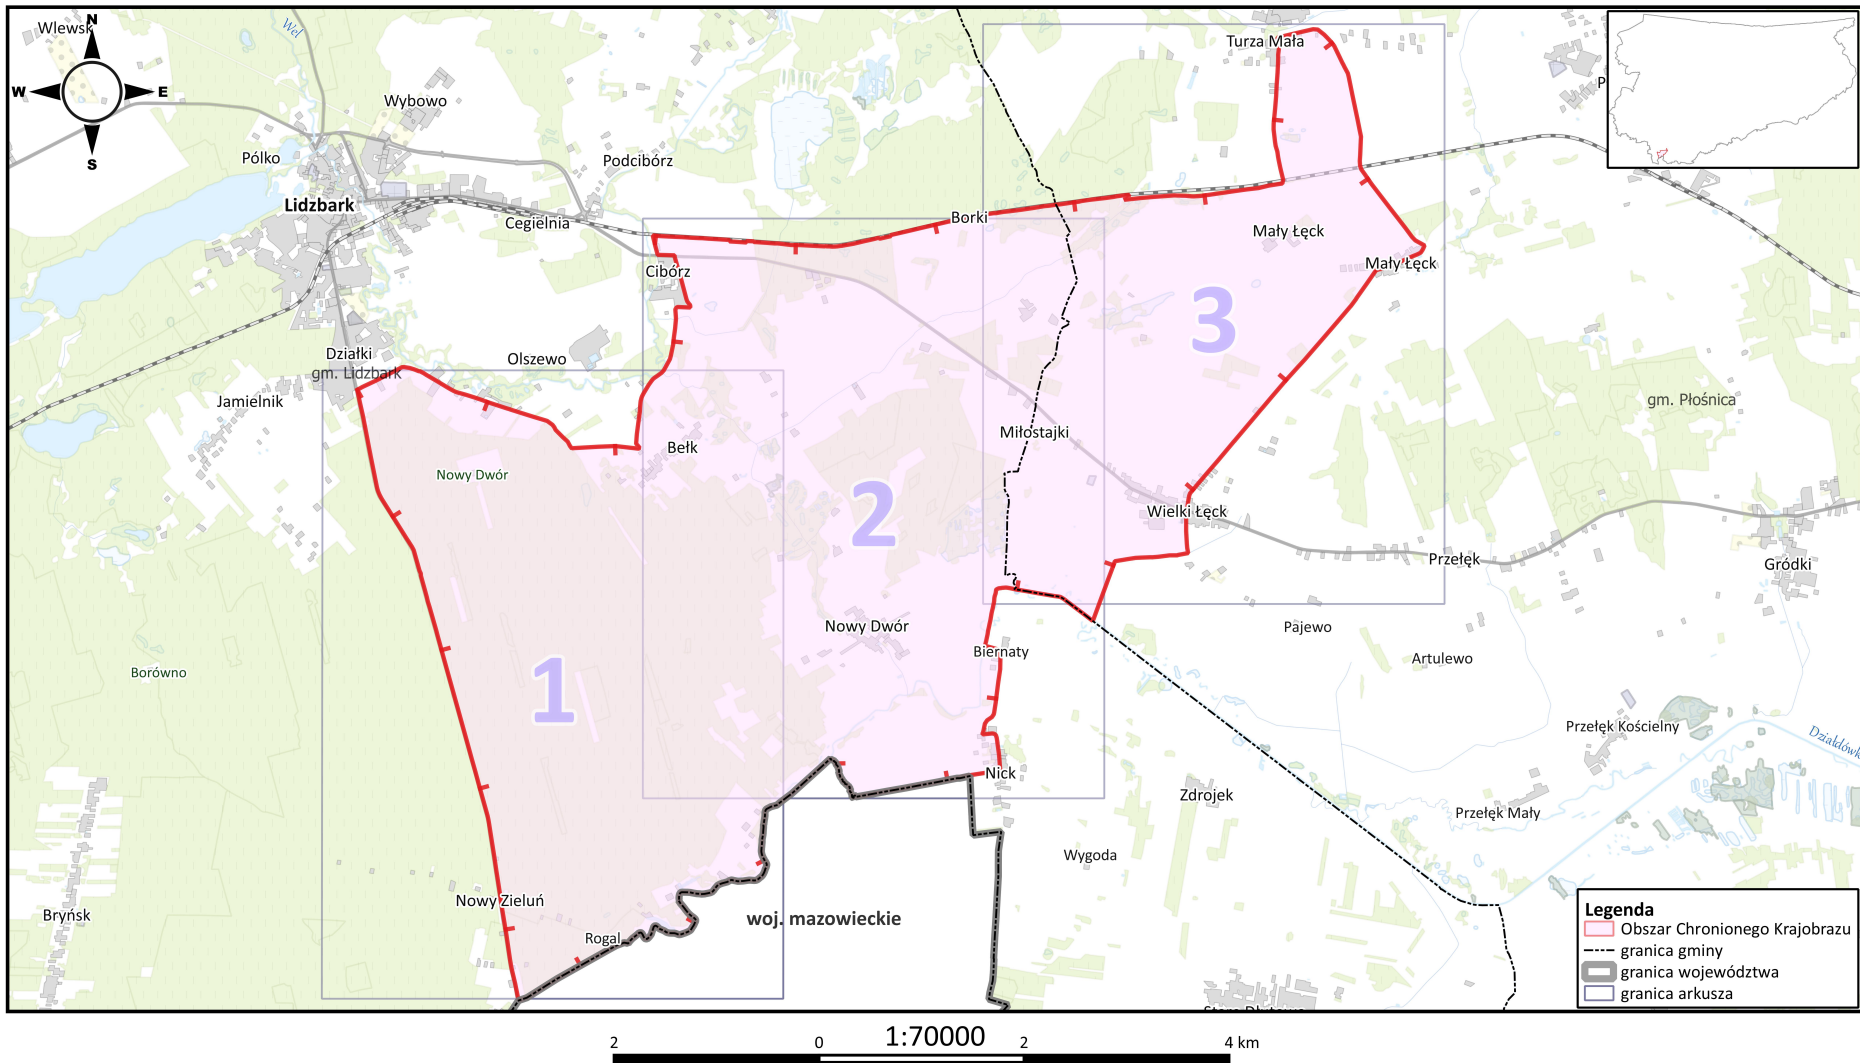 Wlewsk
N
W
E
S
Wel
Wybowo
Pólko
Podcibórz
Lidzbark
Cegielnia
Borki
Turza Mała
Mały Łęck
Mały Łęck
Cibórz
3
Działki
gm. Lidzbark
Olszewo
Jamielnik
gm. Płośnica
Miłostajki
Bełk
Nowy Dwór
2
Wielki Łęck
Przełęk
Gródki
Nowy Dwór
Pajewo
Biernaty
Artulewo
Borówno
1
Przełęk Kościelny
Nick
Zdrojek
Przełęk Mały
Wygoda
Nowy Zieluń
Bryńsk
Rogal
woj. mazowieckie
Legenda
Obszar Chronionego Krajobrazu
granica gminy
granica województwa
granica arkusza
1:70000
2 0 2 4 km